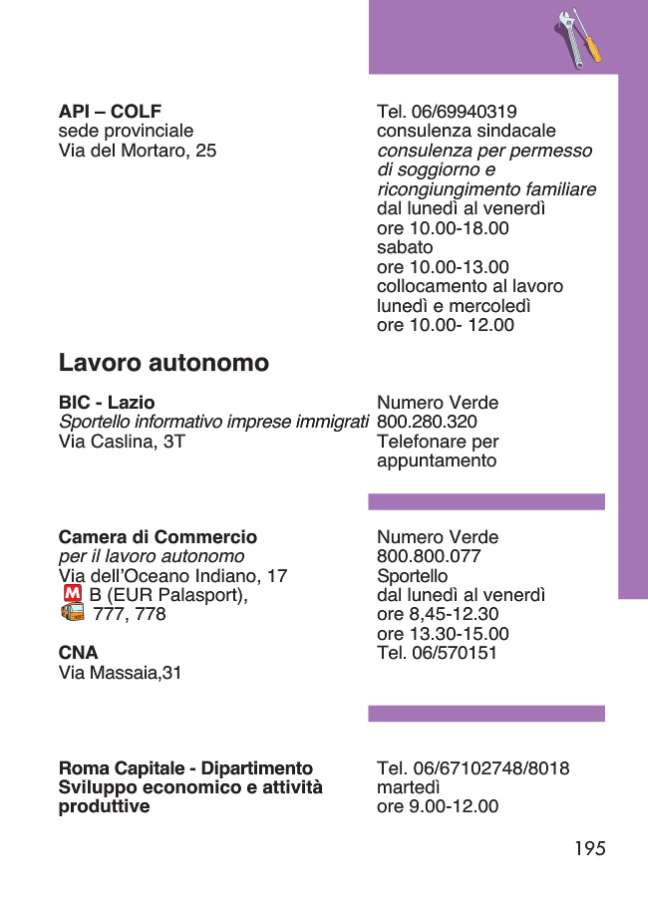 API – COLF
sede provinciale
Via del Mortaro, 25
Tel. 06/69940319
consulenza sindacale
consulenza per permesso
di soggiorno e
ricongiungimento familiare
dal lunedì al venerdì
ore 10.00-18.00
sabato
ore 10.00-13.00
collocamento al lavoro
lunedì e mercoledì
ore 10.00- 12.00
Lavoro autonomo
BIC - Lazio
Sportello informativo imprese immigrati
Via Caslina, 3T
Numero Verde
800.280.320
Telefonare per
appuntamento
Camera di Commercio
per il lavoro autonomo
Via dell’Oceano Indiano, 17
M B (EUR Palasport),
777, 778
Numero Verde
800.800.077
Sportello
dal lunedì al venerdì
ore 8,45-12.30
ore 13.30-15.00
CNA
Via Massaia,31
Tel. 06/570151
Roma Capitale - Dipartimento
Sviluppo economico e attività
produttive
Tel. 06/67102748/8018
martedì
ore 9.00-12.00
195